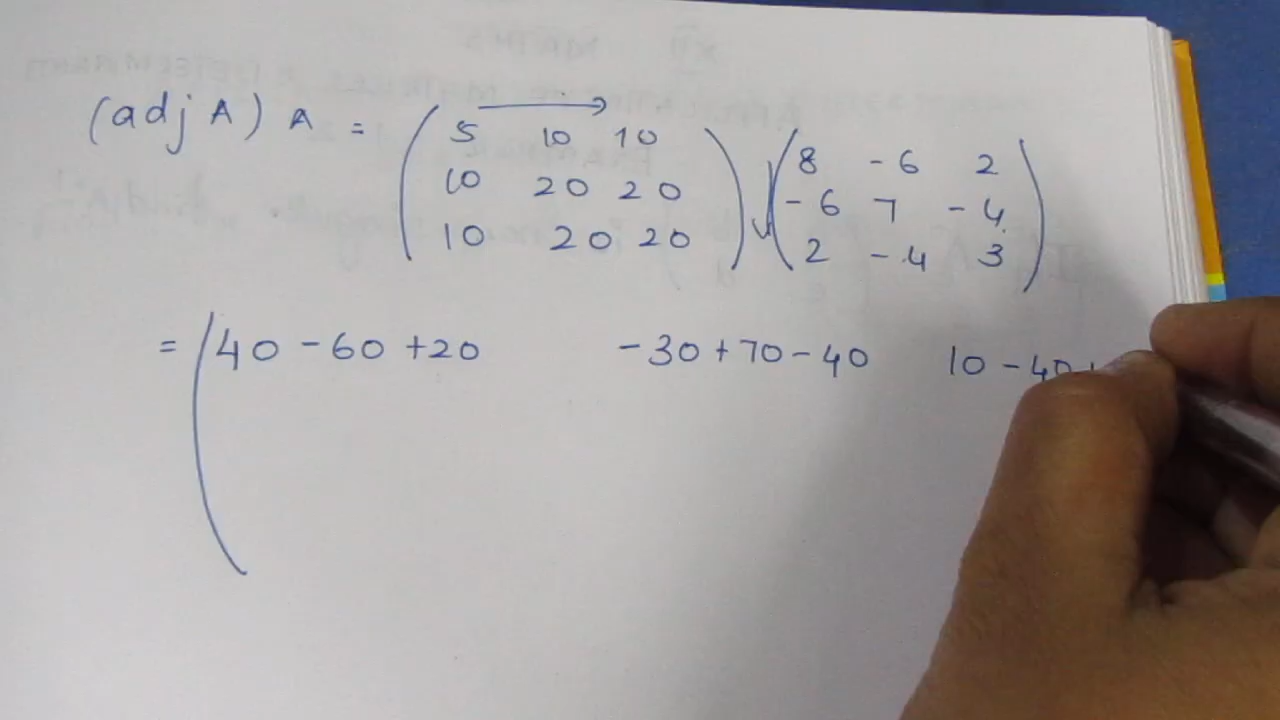 (adj A) A = ( 5 10 10 ) ( 8 -6 2 )
10 20 20 -6 7 -4
10 20 20 2 -4 3
= ( 40 -60 +20 -30 +70 -40 10 -40 +